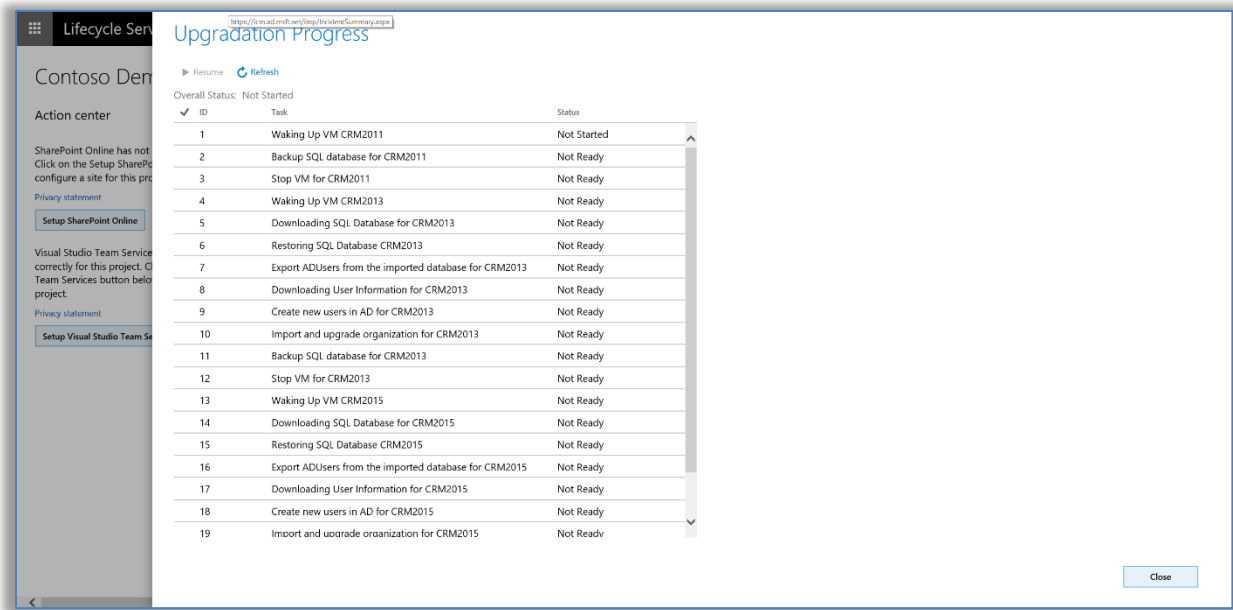 Lifecycle Serv
https://icm.ad.msft.net/imp/IncidentSummary.aspx
Upgradation Progress
Contoso Dem
Action center
SharePoint Online has not
Click on the Setup SharePo
configure a site for this pro
Privacy statement
Setup SharePoint Online
Visual Studio Team Service
correctly for this project. C
Team Services button belo
project.
Privacy statement
Setup Visual Studio Team Se
Resume Refresh
Overall Status: Not Started
ID Task Status
1 Waking Up VM CRM2011 Not Started
2 Backup SQL database for CRM2011 Not Ready
3 Stop VM for CRM2011 Not Ready
4 Waking Up VM CRM2013 Not Ready
5 Downloading SQL Database for CRM2013 Not Ready
6 Restoring SQL Database CRM2013 Not Ready
7 Export ADUsers from the imported database for CRM2013 Not Ready
8 Downloading User Information for CRM2013 Not Ready
9 Create new users in AD for CRM2013 Not Ready
10 Import and upgrade organization for CRM2013 Not Ready
11 Backup SQL database for CRM2013 Not Ready
12 Stop VM for CRM2013 Not Ready
13 Waking Up VM CRM2015 Not Ready
14 Downloading SQL Database for CRM2015 Not Ready
15 Restoring SQL Database CRM2015 Not Ready
16 Export ADUsers from the imported database for CRM2015 Not Ready
17 Downloading User Information for CRM2015 Not Ready
18 Create new users in AD for CRM2015 Not Ready
19 Import and upgrade organization for CRM2015 Not Ready
Close